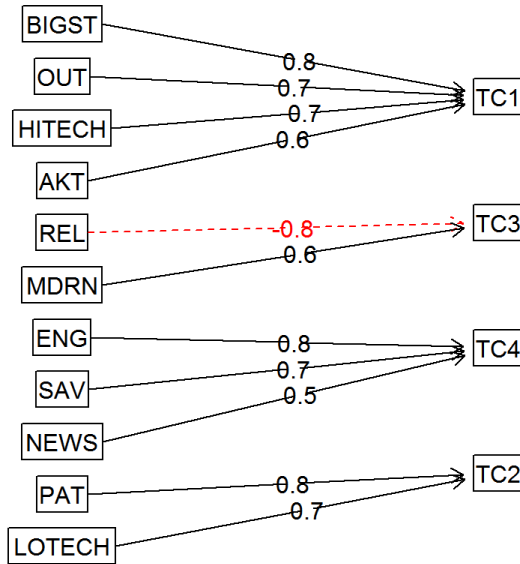 BIGST
0.8
OUT
0.7
TC1
HITECH
0.7
0.6
AKT
REL
-0.8
TC3
MDRN
0.6
ENG
0.8
TC4
SAV
0.7
NEWS
0.5
PAT
0.8
TC2
LOTECH
0.7